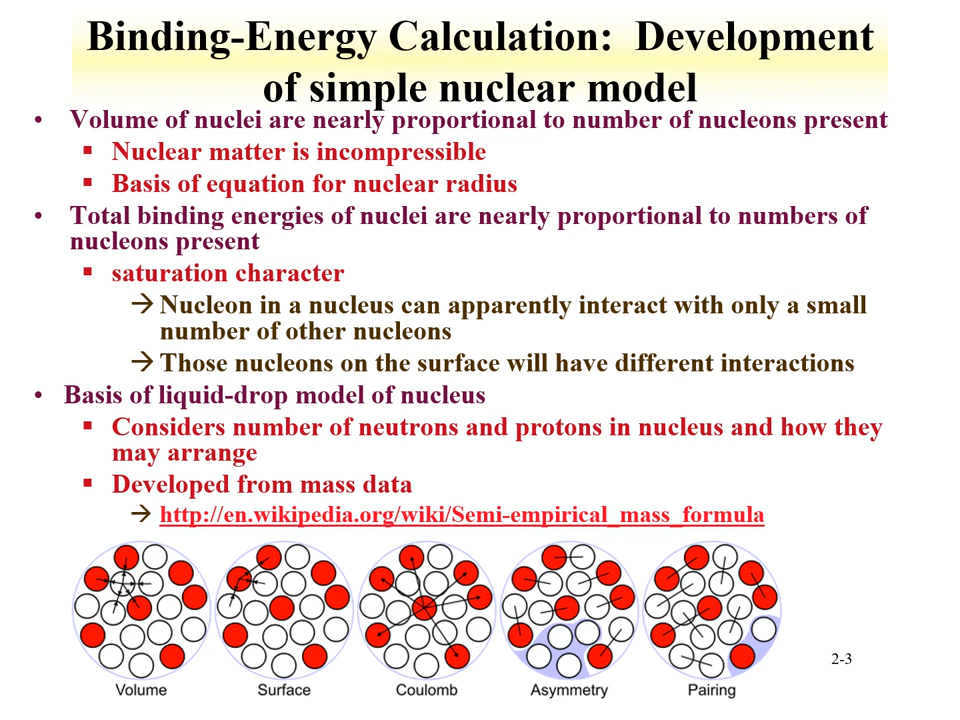 Binding-Energy Calculation: Development
of simple nuclear model
• Volume of nuclei are nearly proportional to number of nucleons present
▪ Nuclear matter is incompressible
▪ Basis of equation for nuclear radius
• Total binding energies of nuclei are nearly proportional to numbers of
nucleons present
▪ saturation character
→ Nucleon in a nucleus can apparently interact with only a small
number of other nucleons
→ Those nucleons on the surface will have different interactions
• Basis of liquid-drop model of nucleus
▪ Considers number of neutrons and protons in nucleus and how they
may arrange
▪ Developed from mass data
→ http://en.wikipedia.org/wiki/Semi-empirical_mass_formula
2-3
Volume Surface Coulomb Asymmetry Pairing